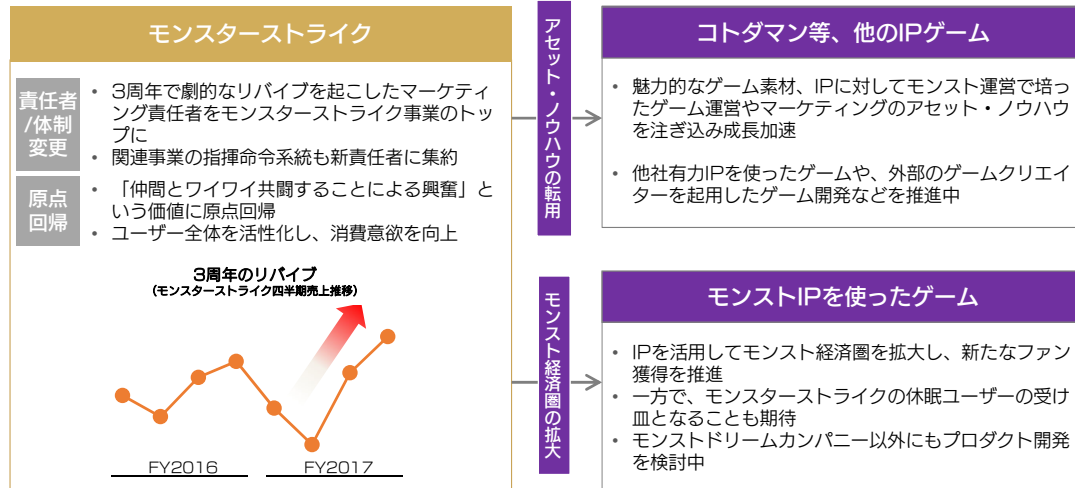 モンスターストライク
責任者
/体制
変更
• 3周年で劇的なリバイブを起こしたマーケティ
ング責任者をモンスターストライク事業のトッ
プに
• 関連事業の指揮命令系統も新責任者に集約
原点
回帰
• 「仲間とワイワイ共闘することによる興奮」と
いう価値に原点回帰
• ユーザー全体を活性化し、消費意欲を向上
3周年のリバイブ
(モンスターストライク四半期売上推移)
FY2016
FY2017
アセット・ノウハウの転用
コトダマン等、他のIPゲーム
• 魅力的なゲーム素材、IPに対してモンスト運営で培っ
たゲーム運営やマーケティングのアセット・ノウハウ
を注ぎ込み成長加速
• 他社有力IPを使ったゲームや、外部のゲームクリエイ
ターを起用したゲーム開発などを推進中
モンスト経済圏の拡大
モンストIPを使ったゲーム
• IPを活用してモンスト経済圏を拡大し、新たなファン
獲得を推進
• 一方で、モンスターストライクの休眠ユーザーの受け
皿となることも期待
• モンストドリームカンパニー以外にもプロダクト開発
を検討中